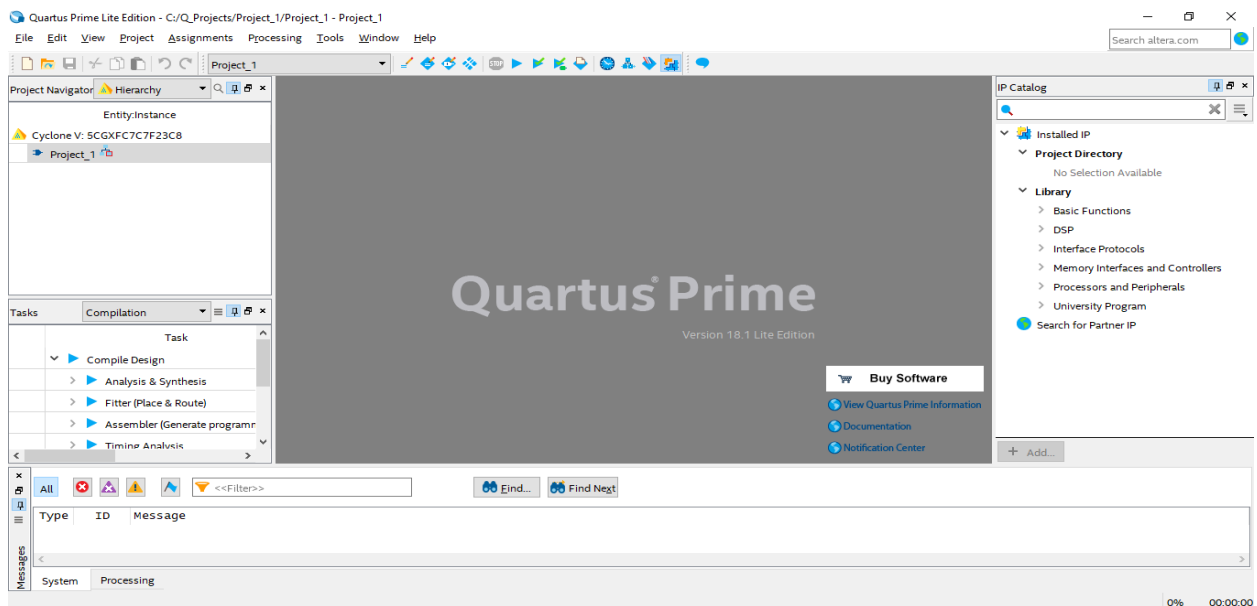 Quartus Prime Lite Edition - C:/Q_Projects/Project_1/Project_1 - Project_1
File Edit View Project Assignments Processing Tools Window Help
Search altera.com
Project_1
Project Navigator Hierarchy
Entity:Instance
Cyclone V: 5CGXFC7C7F23C8
Project_1
Tasks Compilation
Task
Compile Design
Analysis & Synthesis
Fitter (Place & Route)
Assembler (Generate programm
Timing Analysis
Quartus® Prime
Version 18.1 Lite Edition
Buy Software
View Quartus Prime Information
Documentation
Notification Center
IP Catalog
Installed IP
Project Directory
No Selection Available
Library
Basic Functions
DSP
Interface Protocols
Memory Interfaces and Controllers
Processors and Peripherals
University Program
Search for Partner IP
+ Add...
All <<Filter>> Find... Find Next
Type ID Message
Messages
System Processing
0% 00:00:00